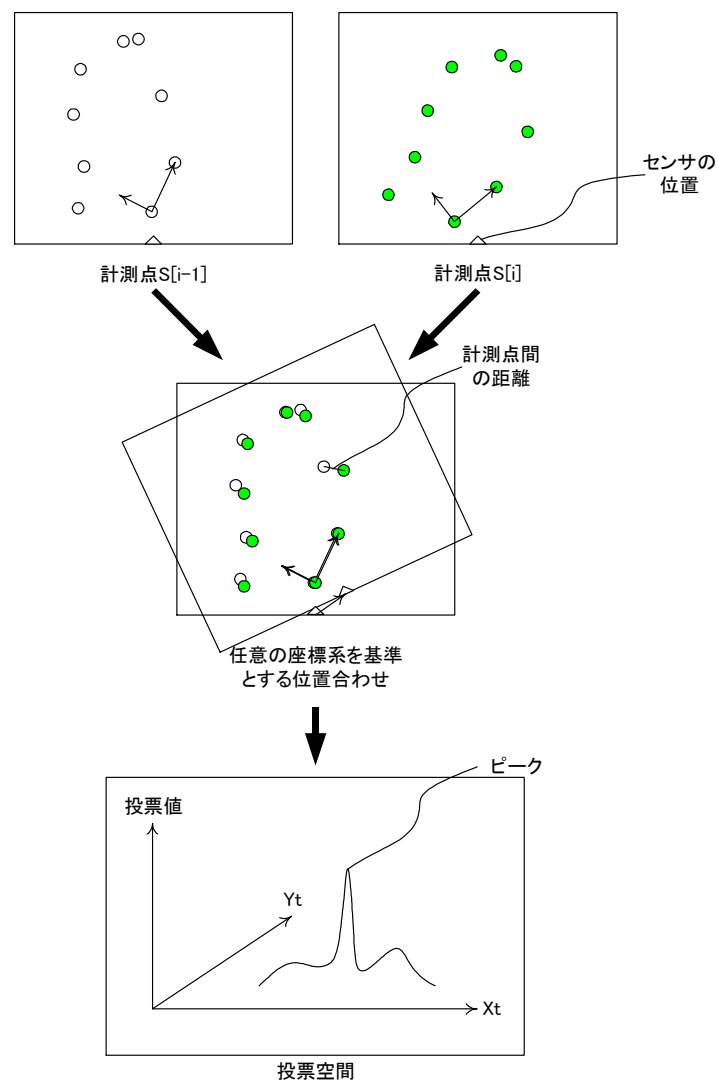 センサの
位置
計測点S[i-1]
計測点S[i]
計測点間
の距離
任意の座標系を基準
とする位置合わせ
ピーク
投票値
Yt
Xt
投票空間